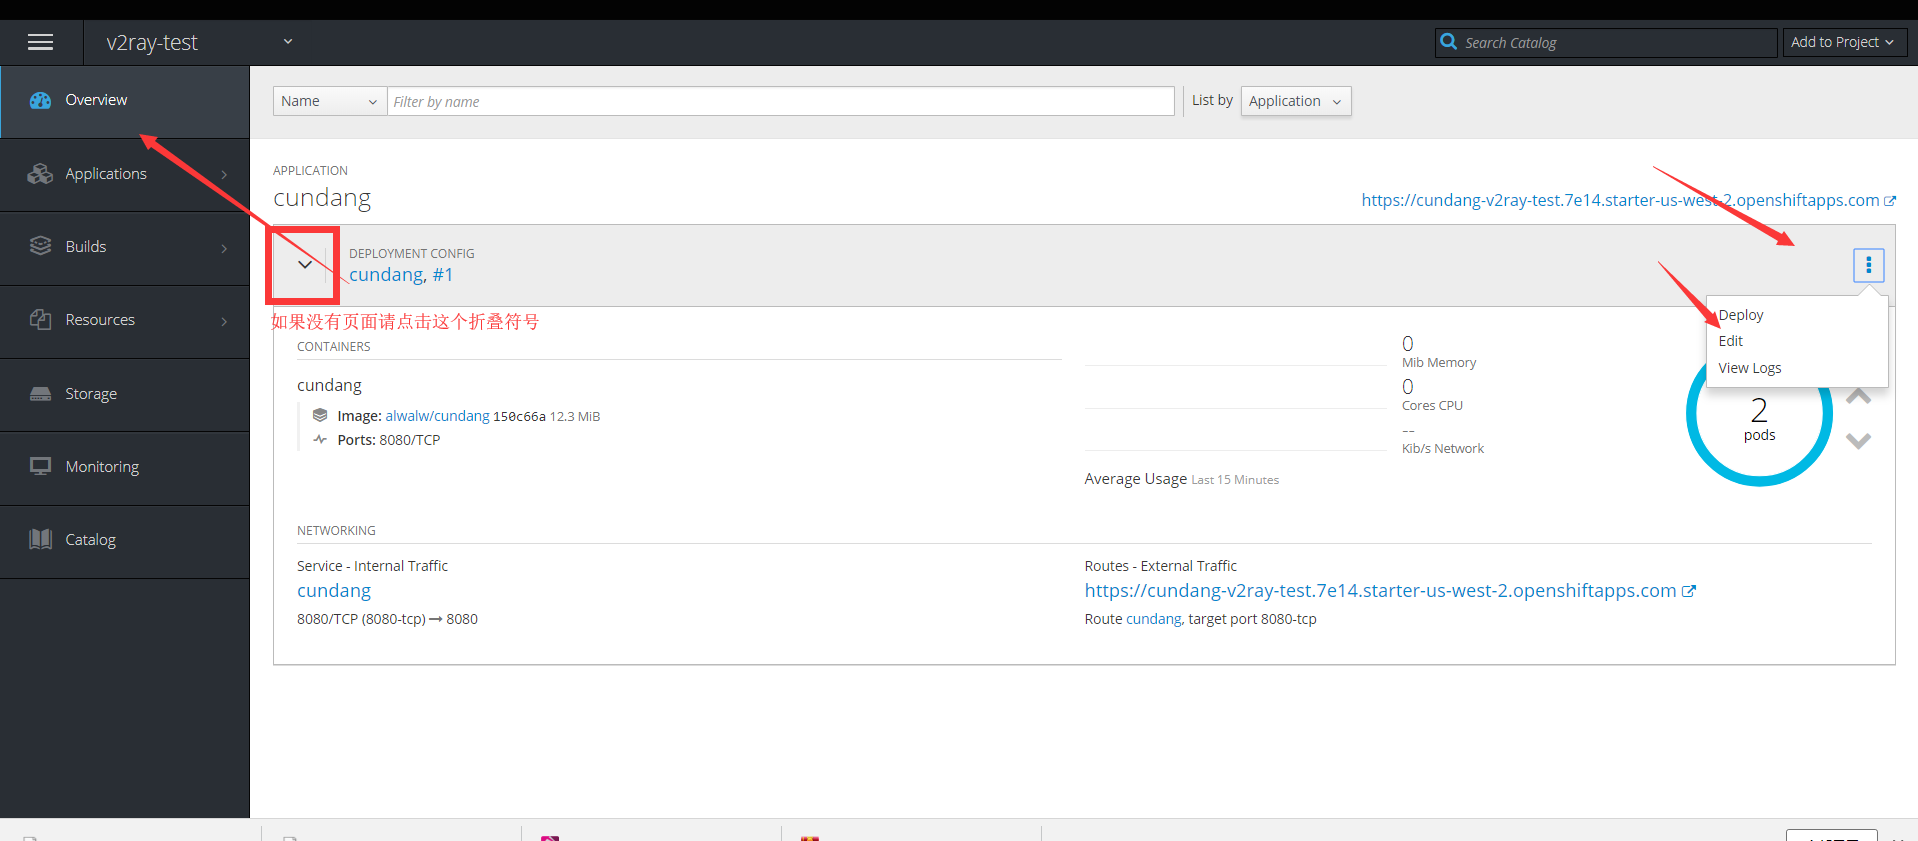 v2ray-test
Search Catalog
Add to Project
Overview
Applications
Builds
Resources
Storage
Monitoring
Catalog
Name
Filter by name
List by
Application
APPLICATION
cundang
https://cundang-v2ray-test.7e14.starter-us-west-2.openshiftapps.com
DEPLOYMENT CONFIG
cundang, #1
Deploy
Edit
View Logs
如果没有页面请点击这个折叠符号
CONTAINERS
cundang
Image: alwalw/cundang 150c66a 12.3 MiB
Ports: 8080/TCP
0
Mib Memory
0
Cores CPU
--
Kib/s Network
Average Usage Last 15 Minutes
2
pods
NETWORKING
Service - Internal Traffic
cundang
8080/TCP (8080-tcp) → 8080
Routes - External Traffic
https://cundang-v2ray-test.7e14.starter-us-west-2.openshiftapps.com
Route cundang, target port 8080-tcp